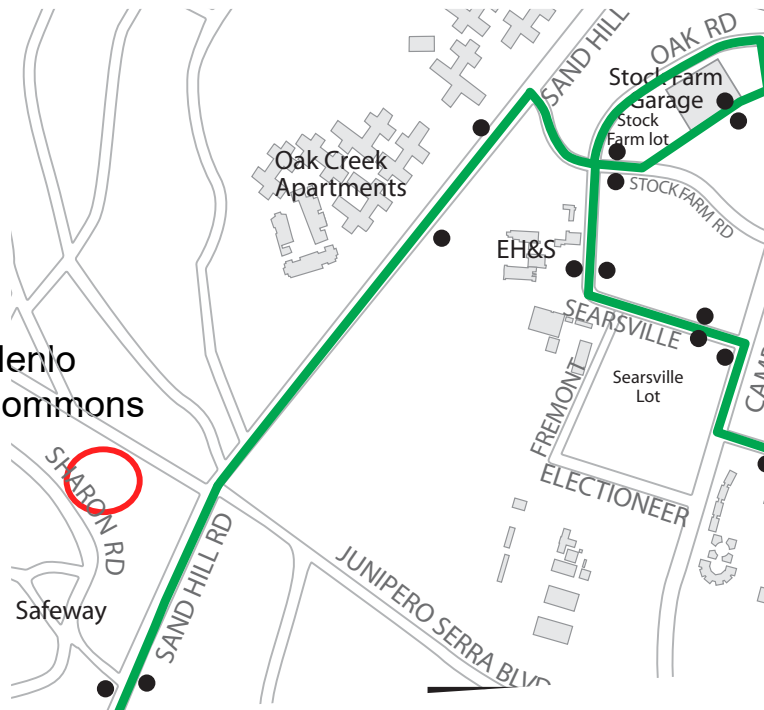 SAND HILL
OAK RD
Stock Farm
Garage
Stock
Farm lot
Oak Creek
Apartments
STOCK FARM RD
EH&S
SEARSVILLE
Searsville
Lot
FREMONT
ELECTIONEER
ommons
SHARON RD
SAND HILL RD
JUNIPERO SERRA BLVD
Safeway